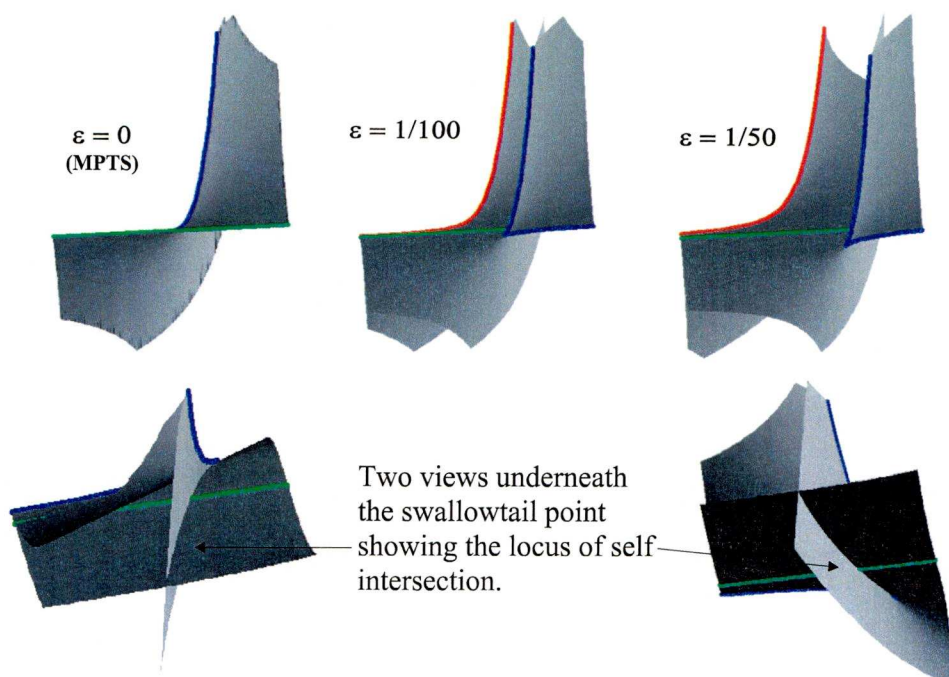 ε = 0
(MPTS)
ε = 1/100
ε = 1/50
Two views underneath
the swallowtail point
showing the locus of self
intersection.